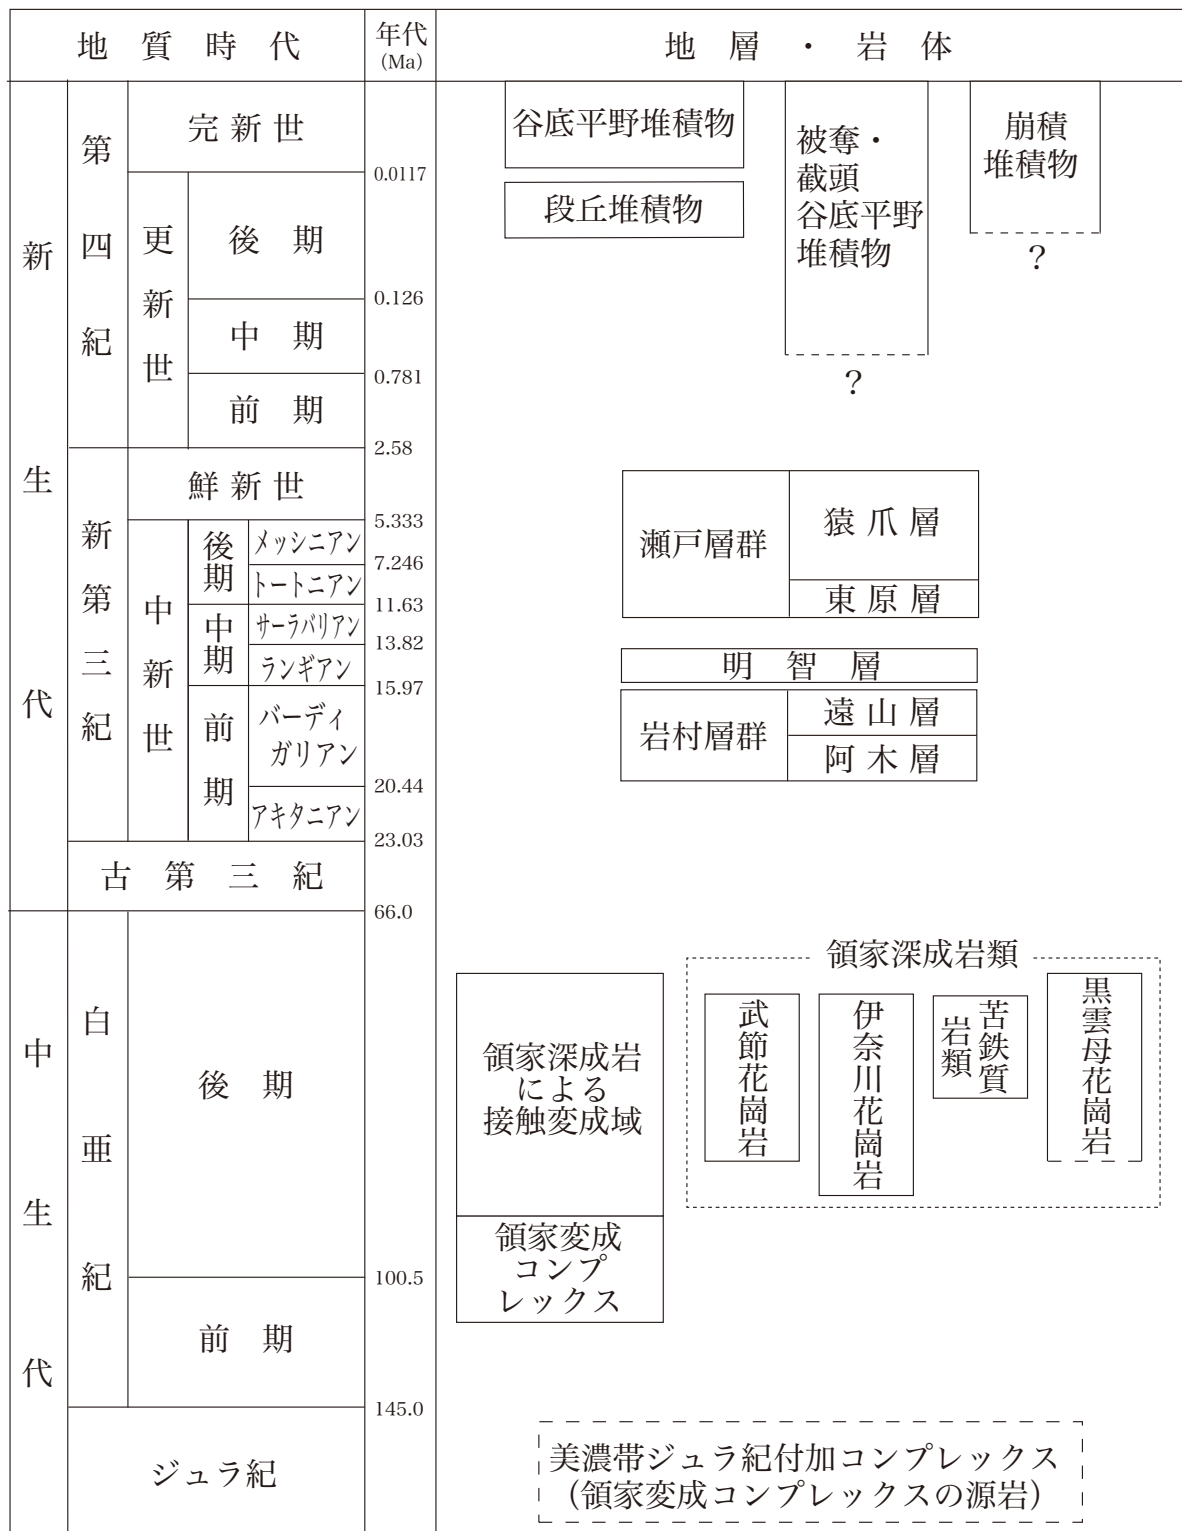 地質時代
年代
(Ma)
地層・岩体
新生代
第四紀
完新世
0.0117
更新世
後期
0.126
中期
0.781
前期
2.58
新第三紀
鮮新世
5.333
中新世
後期
メッシニアン
7.246
トートニアン
11.63
中期
サーラバリアン
13.82
ランギアン
15.97
前期
バーディ
ガリアン
20.44
アキタニアン
23.03
古第三紀
66.0
中生代
白亜紀
後期
100.5
前期
145.0
ジュラ紀
谷底平野堆積物
段丘堆積物
被奪・
截頭
谷底平野
堆積物
?
崩積
堆積物
?
瀬戸層群
猿爪層
東原層
明智層
岩村層群
遠山層
阿木層
領家深成岩
による
接触変成域
領家変成
コンプ
レックス
領家深成岩類
武節花崗岩
伊奈川花崗岩
苦鉄質
岩類
黒雲母花崗岩
美濃帯ジュラ紀付加コンプレックス
（領家変成コンプレックスの源岩）